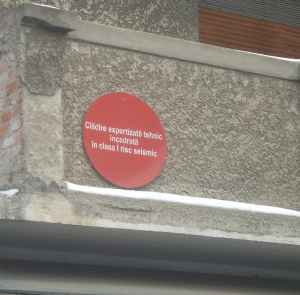 Clădire expertizată tehnic
încadrată
în clasa I risc seismic